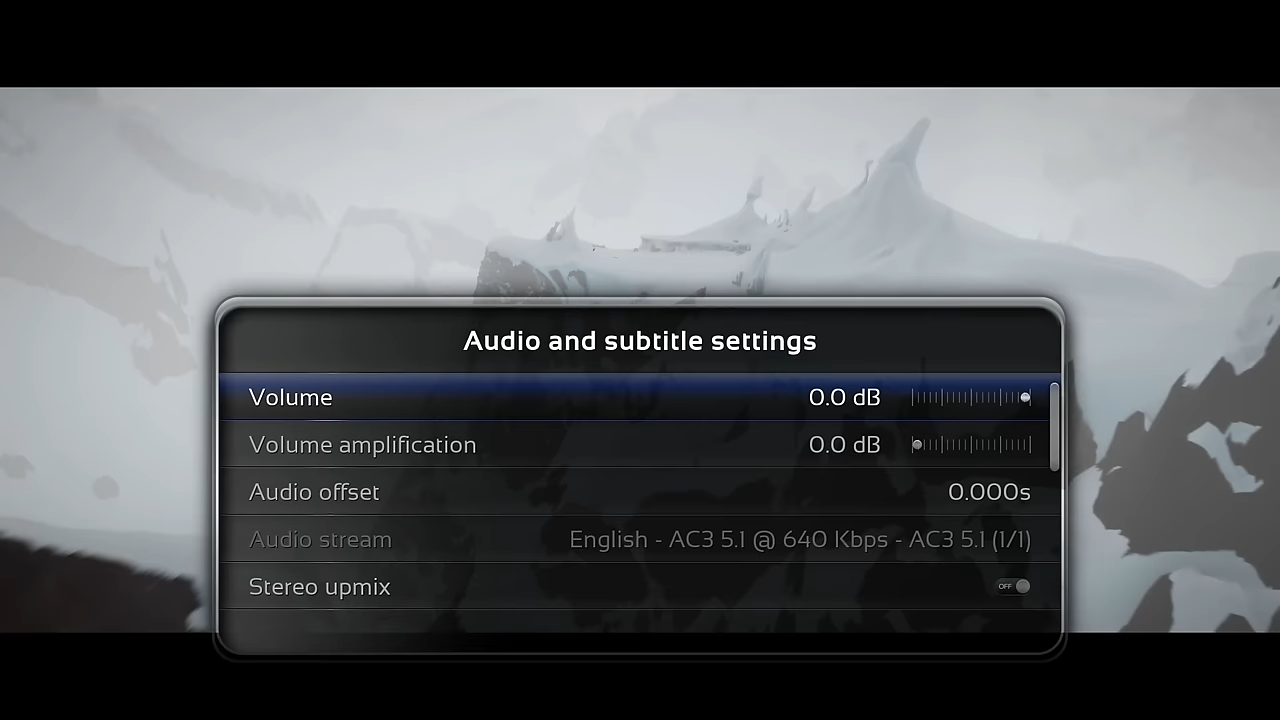 Audio and subtitle settings
Volume 0.0 dB
Volume amplification 0.0 dB
Audio offset 0.000s
Audio stream English - AC3 5.1 @ 640 Kbps - AC3 5.1 (1/1)
Stereo upmix OFF